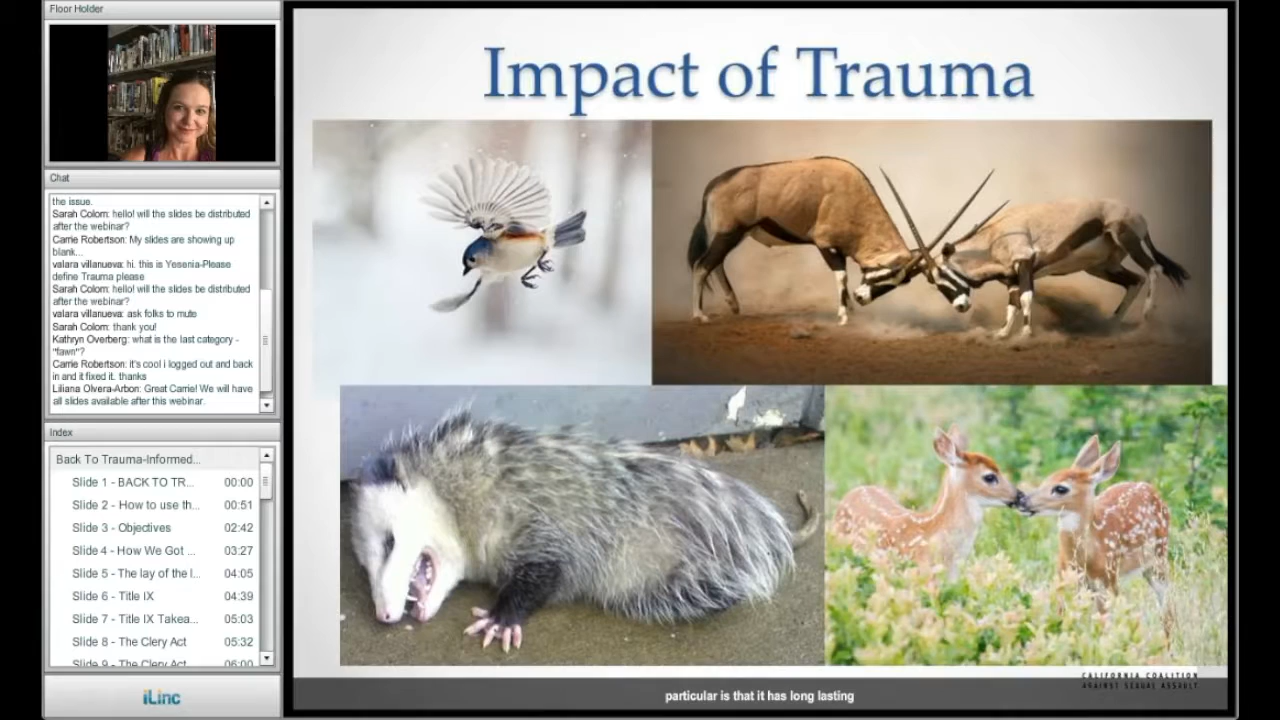 Floor Holder
Impact of Trauma
Chat
the issue.
Sarah Colom: hello! will the slides be distributed
after the webinar?
Carrie Robertson: My slides are showing up
blank...
valara villanueva: hi. this is Yesenia-Please
define Trauma please
Sarah Colom: hello! will the slides be distributed
after the webinar?
valara villanueva: ask folks to mute
Sarah Colom: thank you!
Kathryn Overberg: what is the last category -
"fawn"?
Carrie Robertson: it's cool i logged out and back
in and it fixed it. thanks
Liliana Olvera-Arbon: Great Carrie! We will have
all slides available after this webinar.
Index
Back To Trauma-Informed...
Slide 1 - BACK TO TR... 00:00
Slide 2 - How to use th... 00:51
Slide 3 - Objectives 02:42
Slide 4 - How We Got ... 03:27
Slide 5 - The lay of the l... 04:05
Slide 6 - Title IX 04:39
Slide 7 - Title IX Takea... 05:03
Slide 8 - The Clery Act 05:32
Slide 9 - The Clery Act 06:00
iLinc
CALIFORNIA COALITION
AGAINST SEXUAL ASSAULT
particular is that it has long lasting